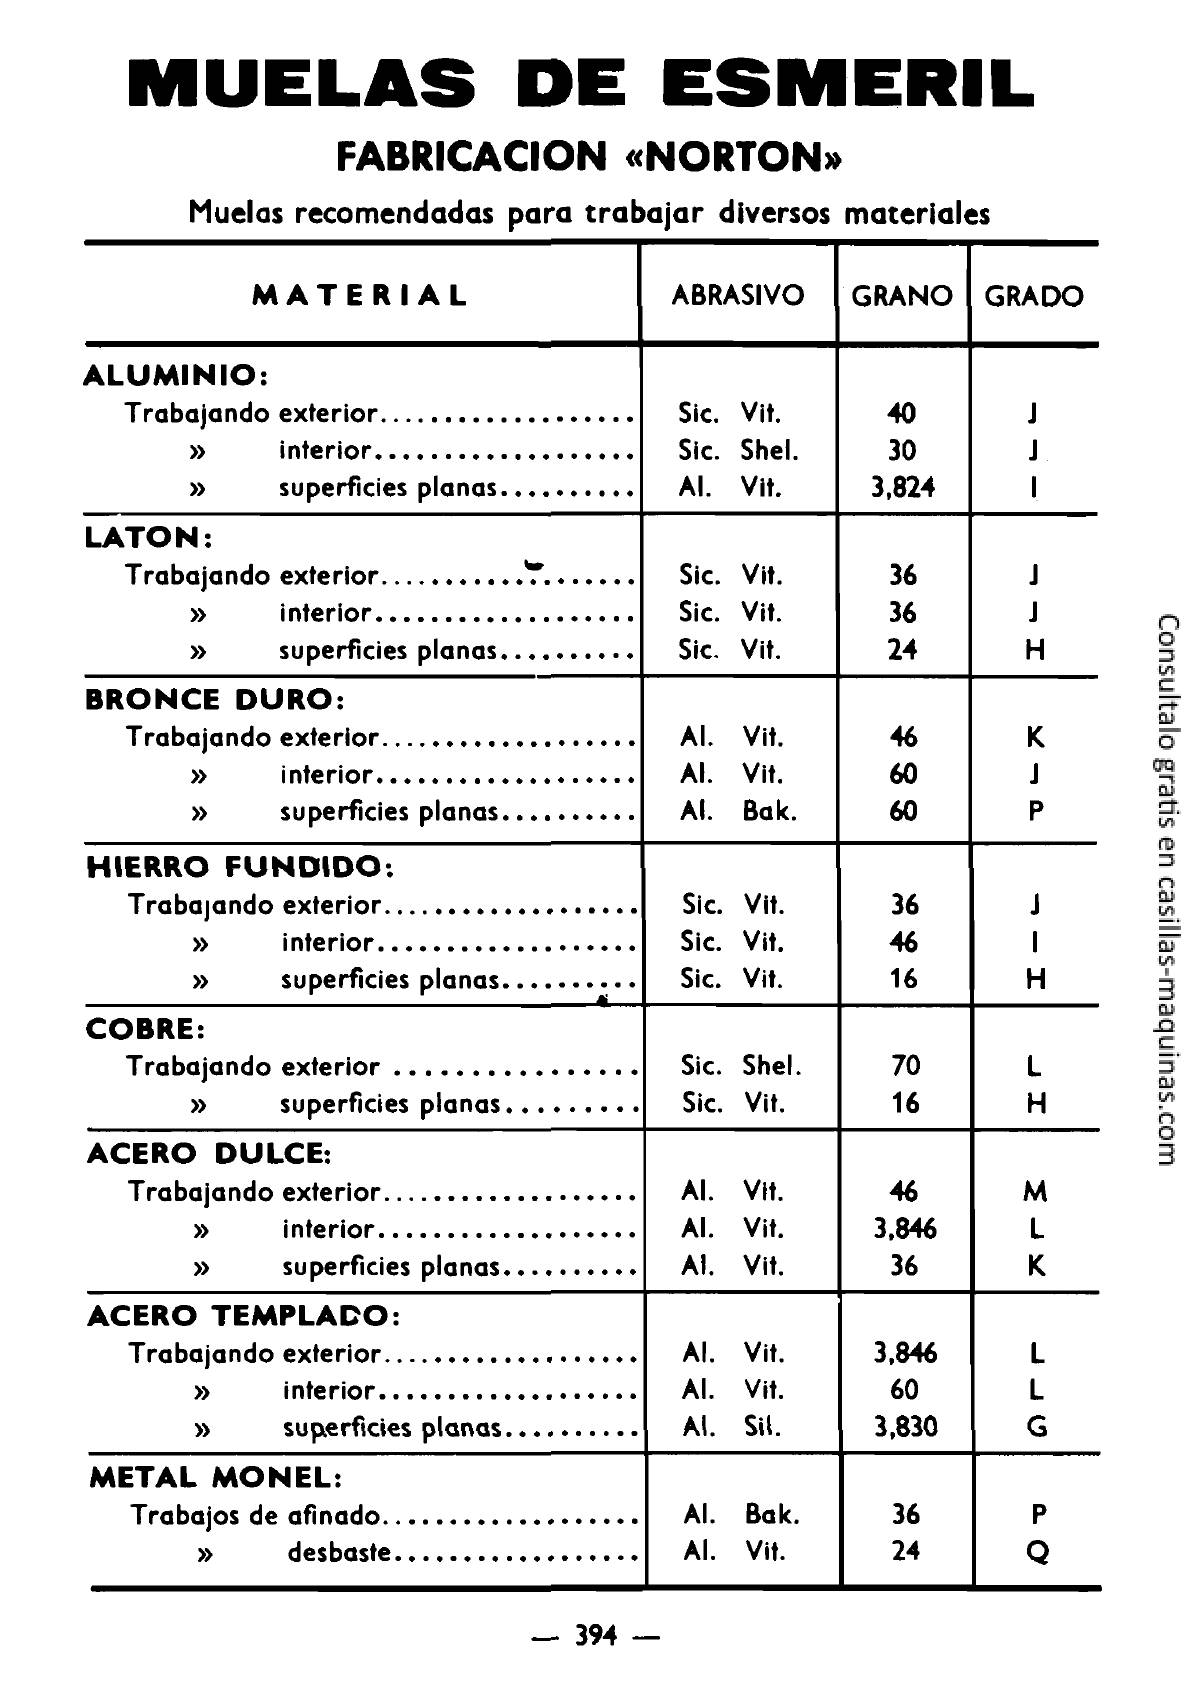 MUELAS DE ESMERIL
FABRICACION «NORTON»
Muelas recomendadas para trabajar diversos materiales
MATERIAL ABRASIVO GRANO GRADO
ALUMINIO:
Trabajando exterior................... Sic. Vit. 40 J
» interior................... Sic. Shel. 30 J
» superficies planas.......... Al. Vit. 3,824 I
LATON:
Trabajando exterior................... Sic. Vit. 36 J
» interior................... Sic. Vit. 36 J
» superficies planas.......... Sic. Vit. 24 H
BRONCE DURO:
Trabajando exterior................... Al. Vit. 46 K
» interior................... Al. Vit. 60 J
» superficies planas.......... Al. Bak. 60 P
HIERRO FUNDIDO:
Trabajando exterior................... Sic. Vit. 36 J
» interior................... Sic. Vit. 46 I
» superficies planas.......... Sic. Vit. 16 H
COBRE:
Trabajando exterior ................. Sic. Shel. 70 L
» superficies planas.......... Sic. Vit. 16 H
ACERO DULCE:
Trabajando exterior................... Al. Vit. 46 M
» interior................... Al. Vit. 3,846 L
» superficies planas.......... Al. Vit. 36 K
ACERO TEMPLADO:
Trabajando exterior................... Al. Vit. 3,846 L
» interior................... Al. Vit. 60 L
» superficies planas.......... Al. Sil. 3,830 G
METAL MONEL:
Trabajos de afinado................... Al. Bak. 36 P
» desbaste.................. Al. Vit. 24 Q
— 394 —
Consultalo gratis en casillas-maquinas.com